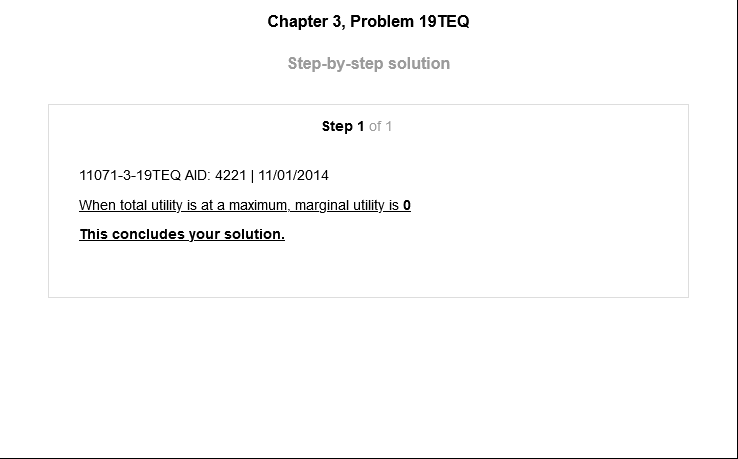 Chapter 3, Problem 19TEQ
Step-by-step solution
Step 1 of 1
11071-3-19TEQ AID: 4221 | 11/01/2014
When total utility is at a maximum, marginal utility is 0
This concludes your solution.